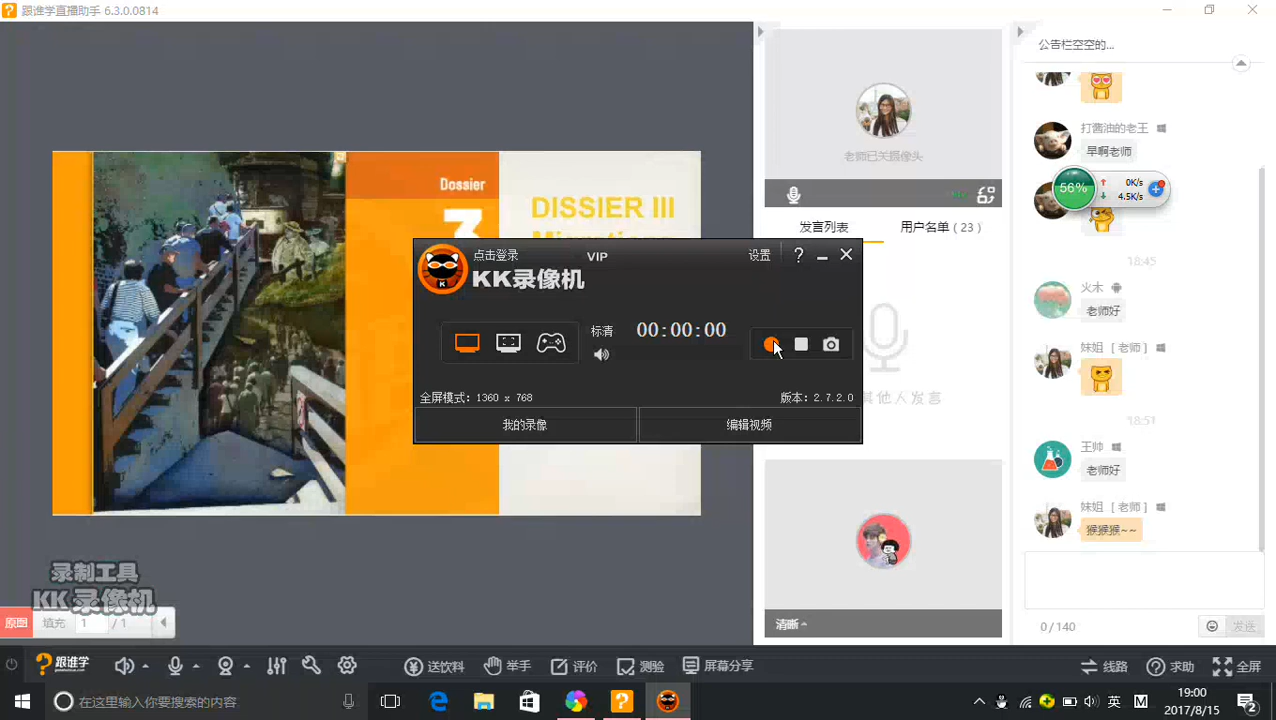 跟谁学直播助手 6.3.0.0814
公告栏空空的...
打酱油的老王
早啊老师
老师已关摄像头
56%
0K/s
4.5K/s
发言列表
用户名单 ( 23 )
Dossier
3
DISSIER III
18:45
点击登录
VIP
设置
?
KK录像机
火木
老师好
标清
00:00:00
妹姐 [ 老师 ]
全屏模式: 1360 x 768
版本: 2.7.2.0
其他人发言
我的录像
编辑视频
18:51
王帅
老师好
妹姐 [ 老师 ]
猴猴猴~~
录制工具
KK 录像机
原图
填充
1
/ 1
清晰
0 / 140
发送
跟谁学
送饮料
举手
评价
测验
屏幕分享
线路
求助
全屏
在这里输入你要搜索的内容
英
M
19:00
2017/8/15
2